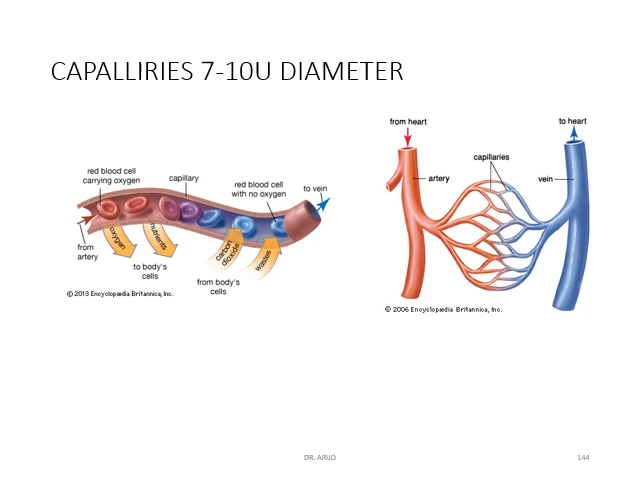 CAPALLIRIES 7-10U DIAMETER
red blood cell
carrying oxygen
capillary
red blood cell
with no oxygen
to vein
from
artery
oxygen
nutrients
to body's
cells
carbon
dioxide
wastes
from body's
cells
© 2013 Encyclopædia Britannica, Inc.
from heart
to heart
capillaries
artery
vein
© 2006 Encyclopædia Britannica, Inc.
DR. ARIJO
144